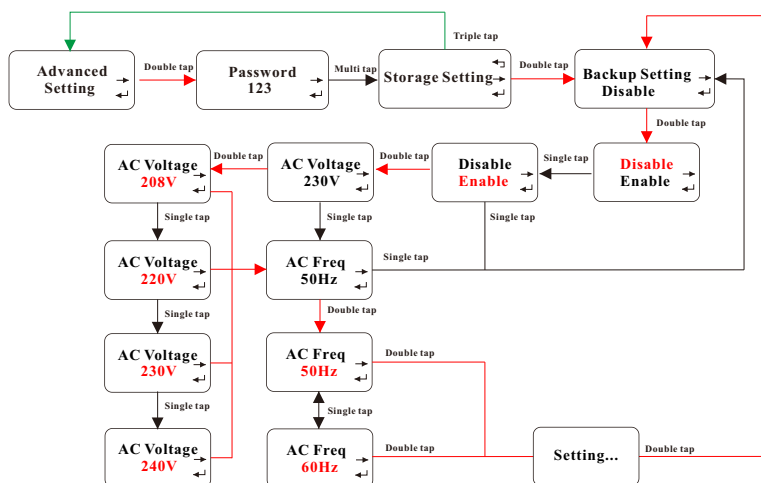 Triple tap
Advanced
Setting
Double tap
Password
123
Multi tap
Storage Setting
Double tap
Backup Setting
Disable
Double tap
AC Voltage
208V
Double tap
AC Voltage
230V
Double tap
Disable
Enable
Single tap
Disable
Enable
Single tap
Single tap
Single tap
AC Voltage
220V
AC Freq
50Hz
Single tap
Single tap
Double tap
AC Voltage
230V
AC Freq
50Hz
Double tap
Single tap
Single tap
AC Voltage
240V
AC Freq
60Hz
Double tap
Setting...
Double tap